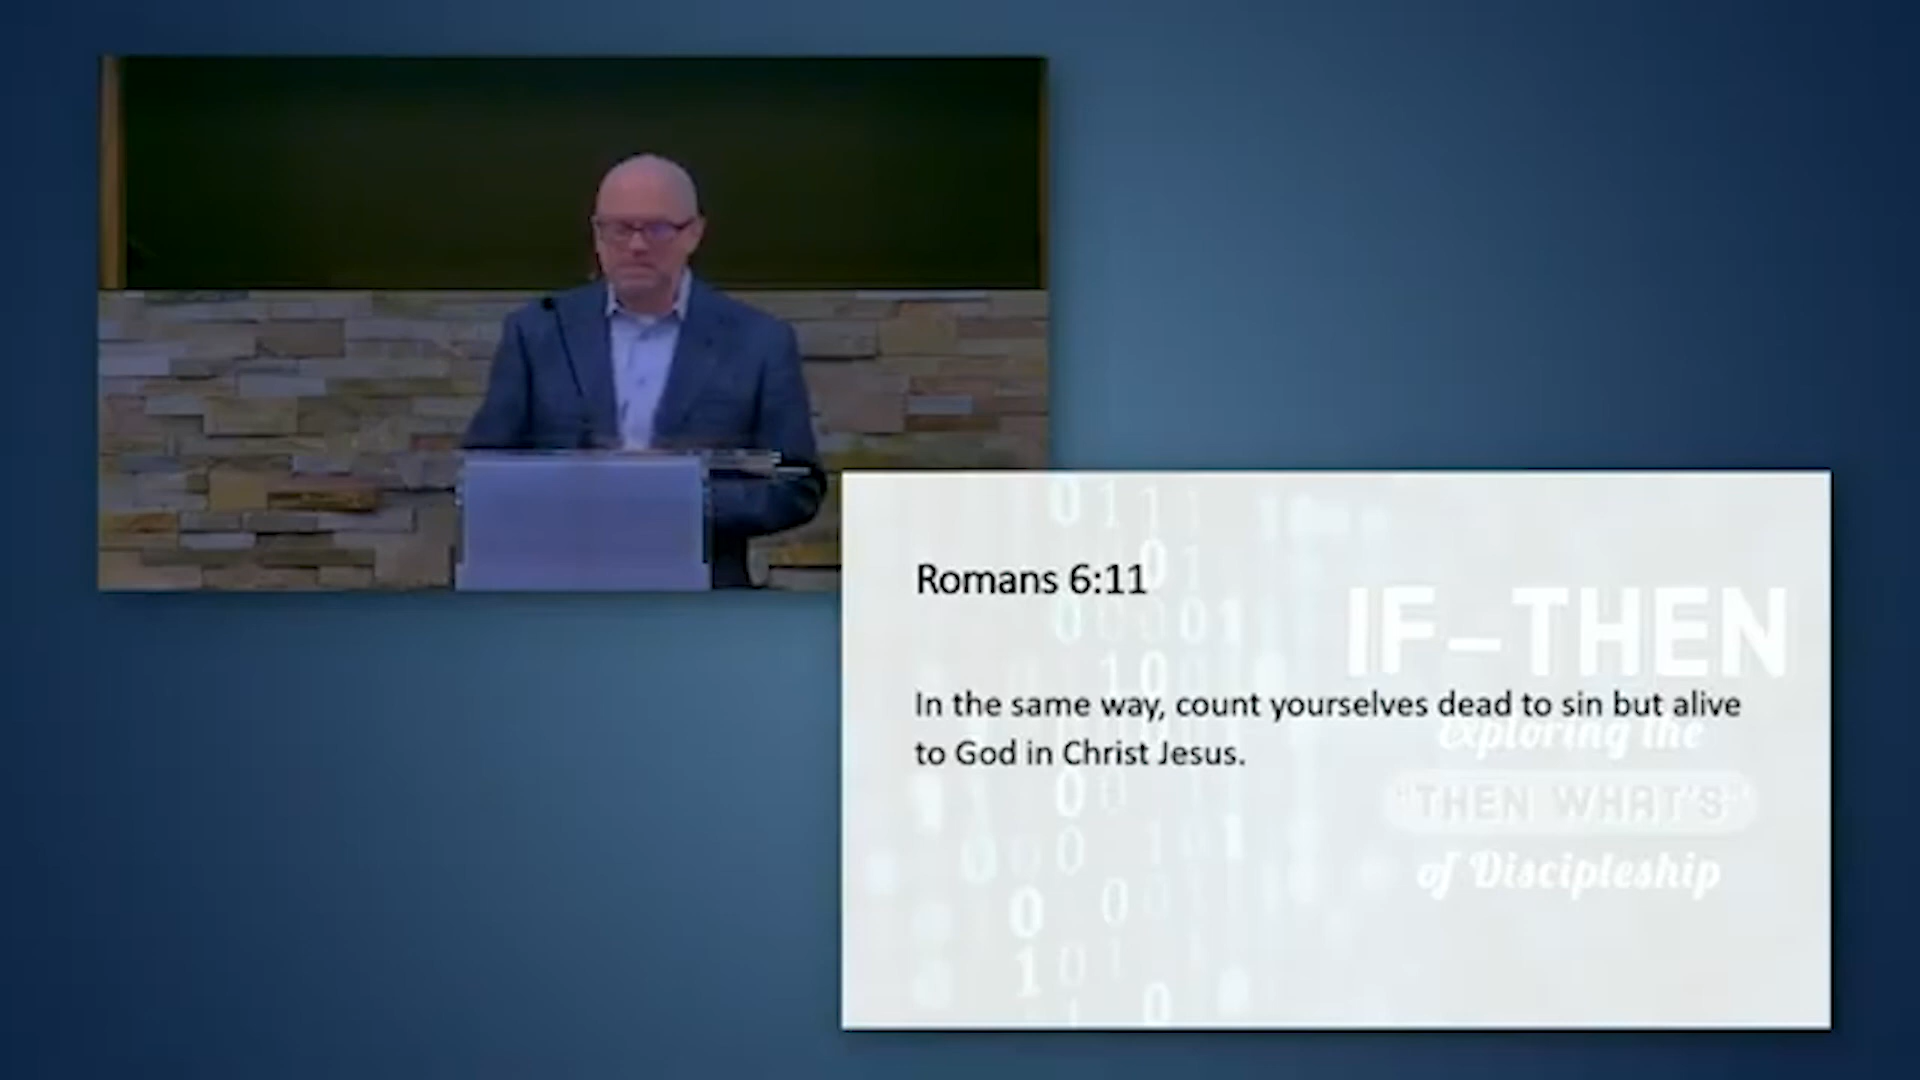 Romans 6:11
In the same way, count yourselves dead to sin but alive
to God in Christ Jesus.
IF-THEN
exploring the
"THEN WHAT'S"
of Discipleship